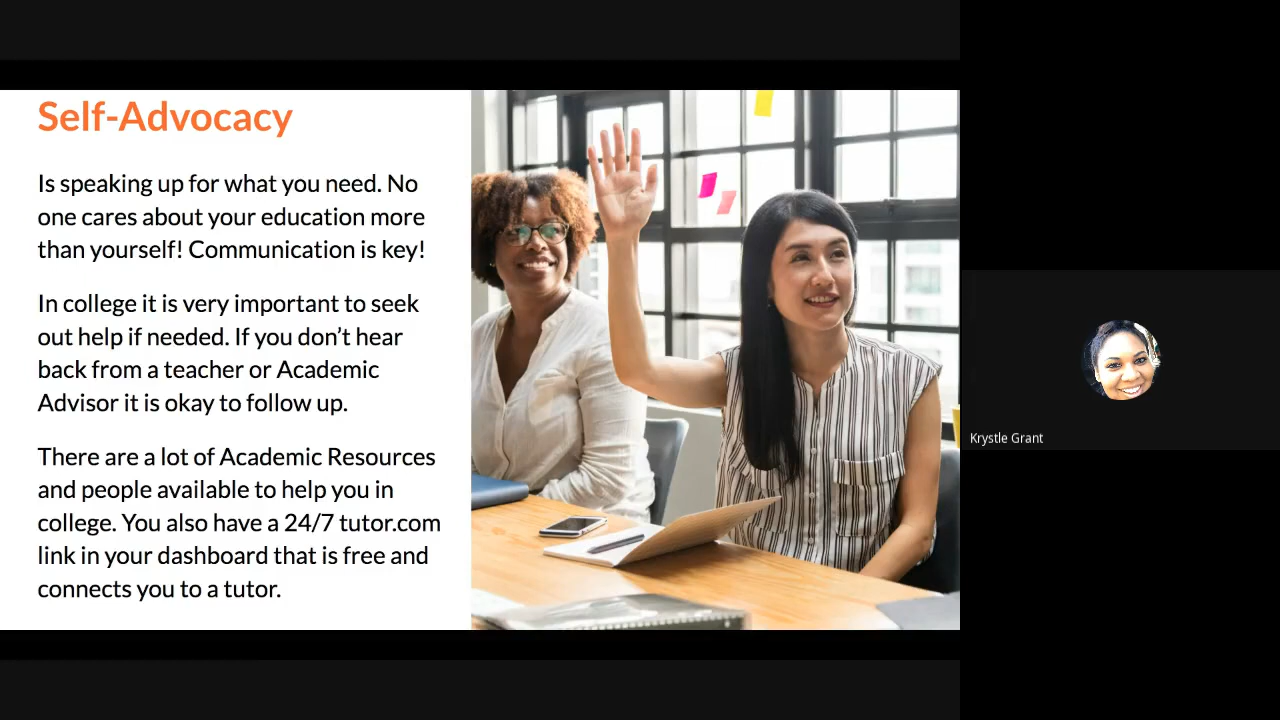 Self-Advocacy
Is speaking up for what you need. No
one cares about your education more
than yourself! Communication is key!
In college it is very important to seek
out help if needed. If you don’t hear
back from a teacher or Academic
Advisor it is okay to follow up.
There are a lot of Academic Resources
and people available to help you in
college. You also have a 24/7 tutor.com
link in your dashboard that is free and
connects you to a tutor.
Krystle Grant